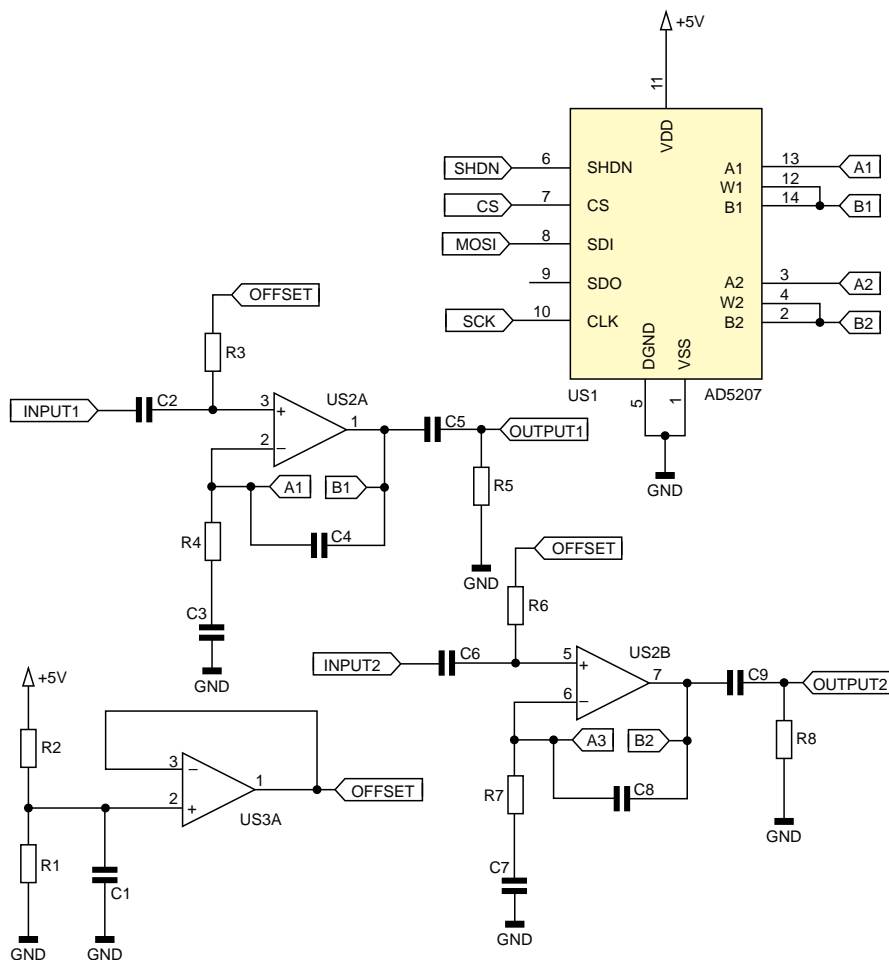 +5V
11
VDD
SHDN
6
SHDN
A1
13
A1
W1
12
CS
7
CS
B1
14
B1
MOSI
8
SDI
9
SDO
A2
3
A2
W2
4
SCK
10
CLK
B2
2
B2
DGND
VSS
US1
5
1
AD5207
GND
OFFSET
R3
INPUT1
C2
3
+
US2A
1
2
–
C5
OUTPUT1
A1
B1
R5
R4
C4
GND
C3
GND
OFFSET
R6
INPUT2
C6
5
+
US2B
7
6
–
C9
OUTPUT2
A3
B2
R8
R7
C8
GND
C7
GND
+5V
R2
3
–
1
OFFSET
2
+
US3A
R1
C1
GND
GND